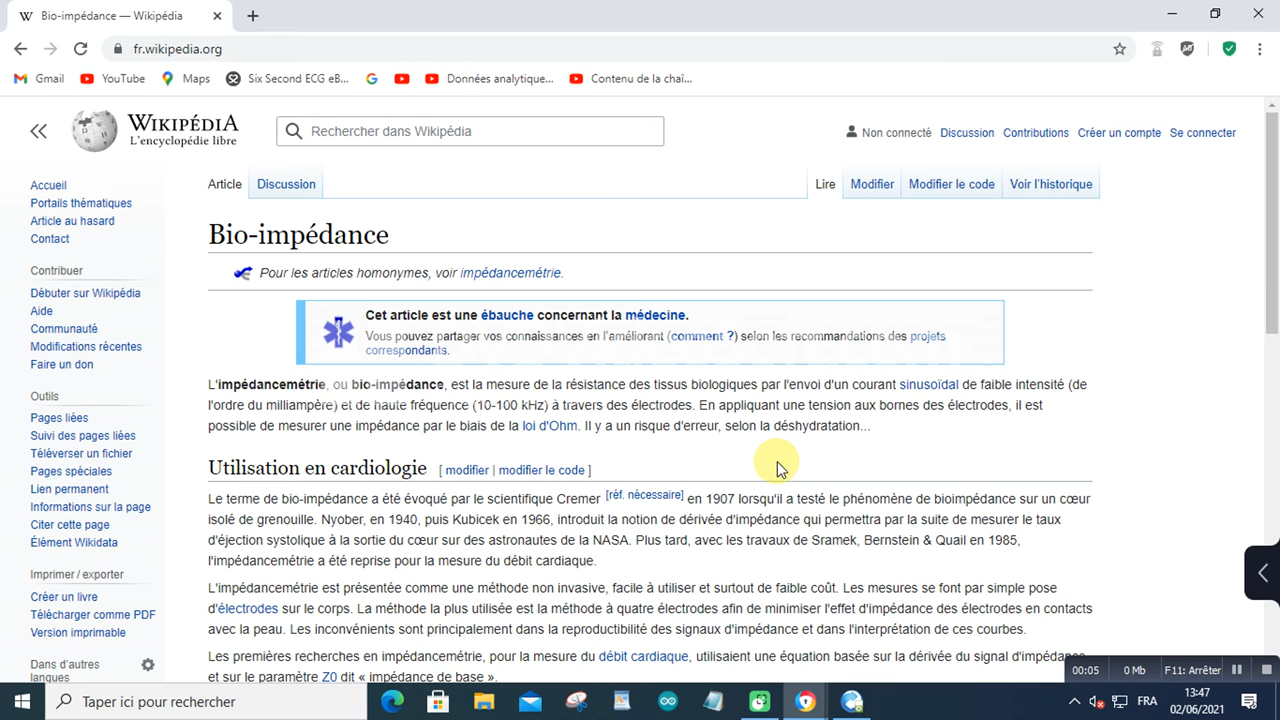 Bio-impédance — Wikipédia
fr.wikipedia.org
Gmail YouTube Maps Six Second ECG eB... Données analytique... Contenu de la chaî...
WIKIPÉDIA
L'encyclopédie libre
Rechercher dans Wikipédia
Non connecté Discussion Contributions Créer un compte Se connecter
Article Discussion Lire Modifier Modifier le code Voir l'historique
Accueil
Portails thématiques
Article au hasard
Contact
Contribuer
Débuter sur Wikipédia
Aide
Communauté
Modifications récentes
Faire un don
Outils
Pages liées
Suivi des pages liées
Téléverser un fichier
Pages spéciales
Lien permanent
Informations sur la page
Citer cette page
Élément Wikidata
Imprimer / exporter
Créer un livre
Télécharger comme PDF
Version imprimable
Dans d'autres
langues
Bio-impédance
Pour les articles homonymes, voir impédancemétrie.
Cet article est une ébauche concernant la médecine.
Vous pouvez partager vos connaissances en l'améliorant (comment ?) selon les recommandations des projets
correspondants.
L'impédancemétrie, ou bio-impédance, est la mesure de la résistance des tissus biologiques par l'envoi d'un courant sinusoïdal de faible intensité (de
l'ordre du milliampère) et de haute fréquence (10-100 kHz) à travers des électrodes. En appliquant une tension aux bornes des électrodes, il est
possible de mesurer une impédance par le biais de la loi d'Ohm. Il y a un risque d'erreur, selon la déshydratation...
Utilisation en cardiologie [ modifier | modifier le code ]
Le terme de bio-impédance a été évoqué par le scientifique Cremer [réf. nécessaire] en 1907 lorsqu'il a testé le phénomène de bioimpédance sur un cœur
isolé de grenouille. Nyober, en 1940, puis Kubicek en 1966, introduit la notion de dérivée d'impédance qui permettra par la suite de mesurer le taux
d'éjection systolique à la sortie du cœur sur des astronautes de la NASA. Plus tard, avec les travaux de Sramek, Bernstein & Quail en 1985,
l'impédancemétrie a été reprise pour la mesure du débit cardiaque.
L'impédancemétrie est présentée comme une méthode non invasive, facile à utiliser et surtout de faible coût. Les mesures se font par simple pose
d'électrodes sur le corps. La méthode la plus utilisée est la méthode à quatre électrodes afin de minimiser l'effet d'impédance des électrodes en contacts
avec la peau. Les inconvénients sont principalement dans la reproductibilité des signaux d'impédance et dans l'interprétation de ces courbes.
Les premières recherches en impédancemétrie, pour la mesure du débit cardiaque, utilisaient une équation basée sur la dérivée du signal d'impédance
et sur le paramètre Z0 dit « impédance de base ».
00:05 0 Mb F11: Arrêter
Taper ici pour rechercher
FRA
13:47
02/06/2021